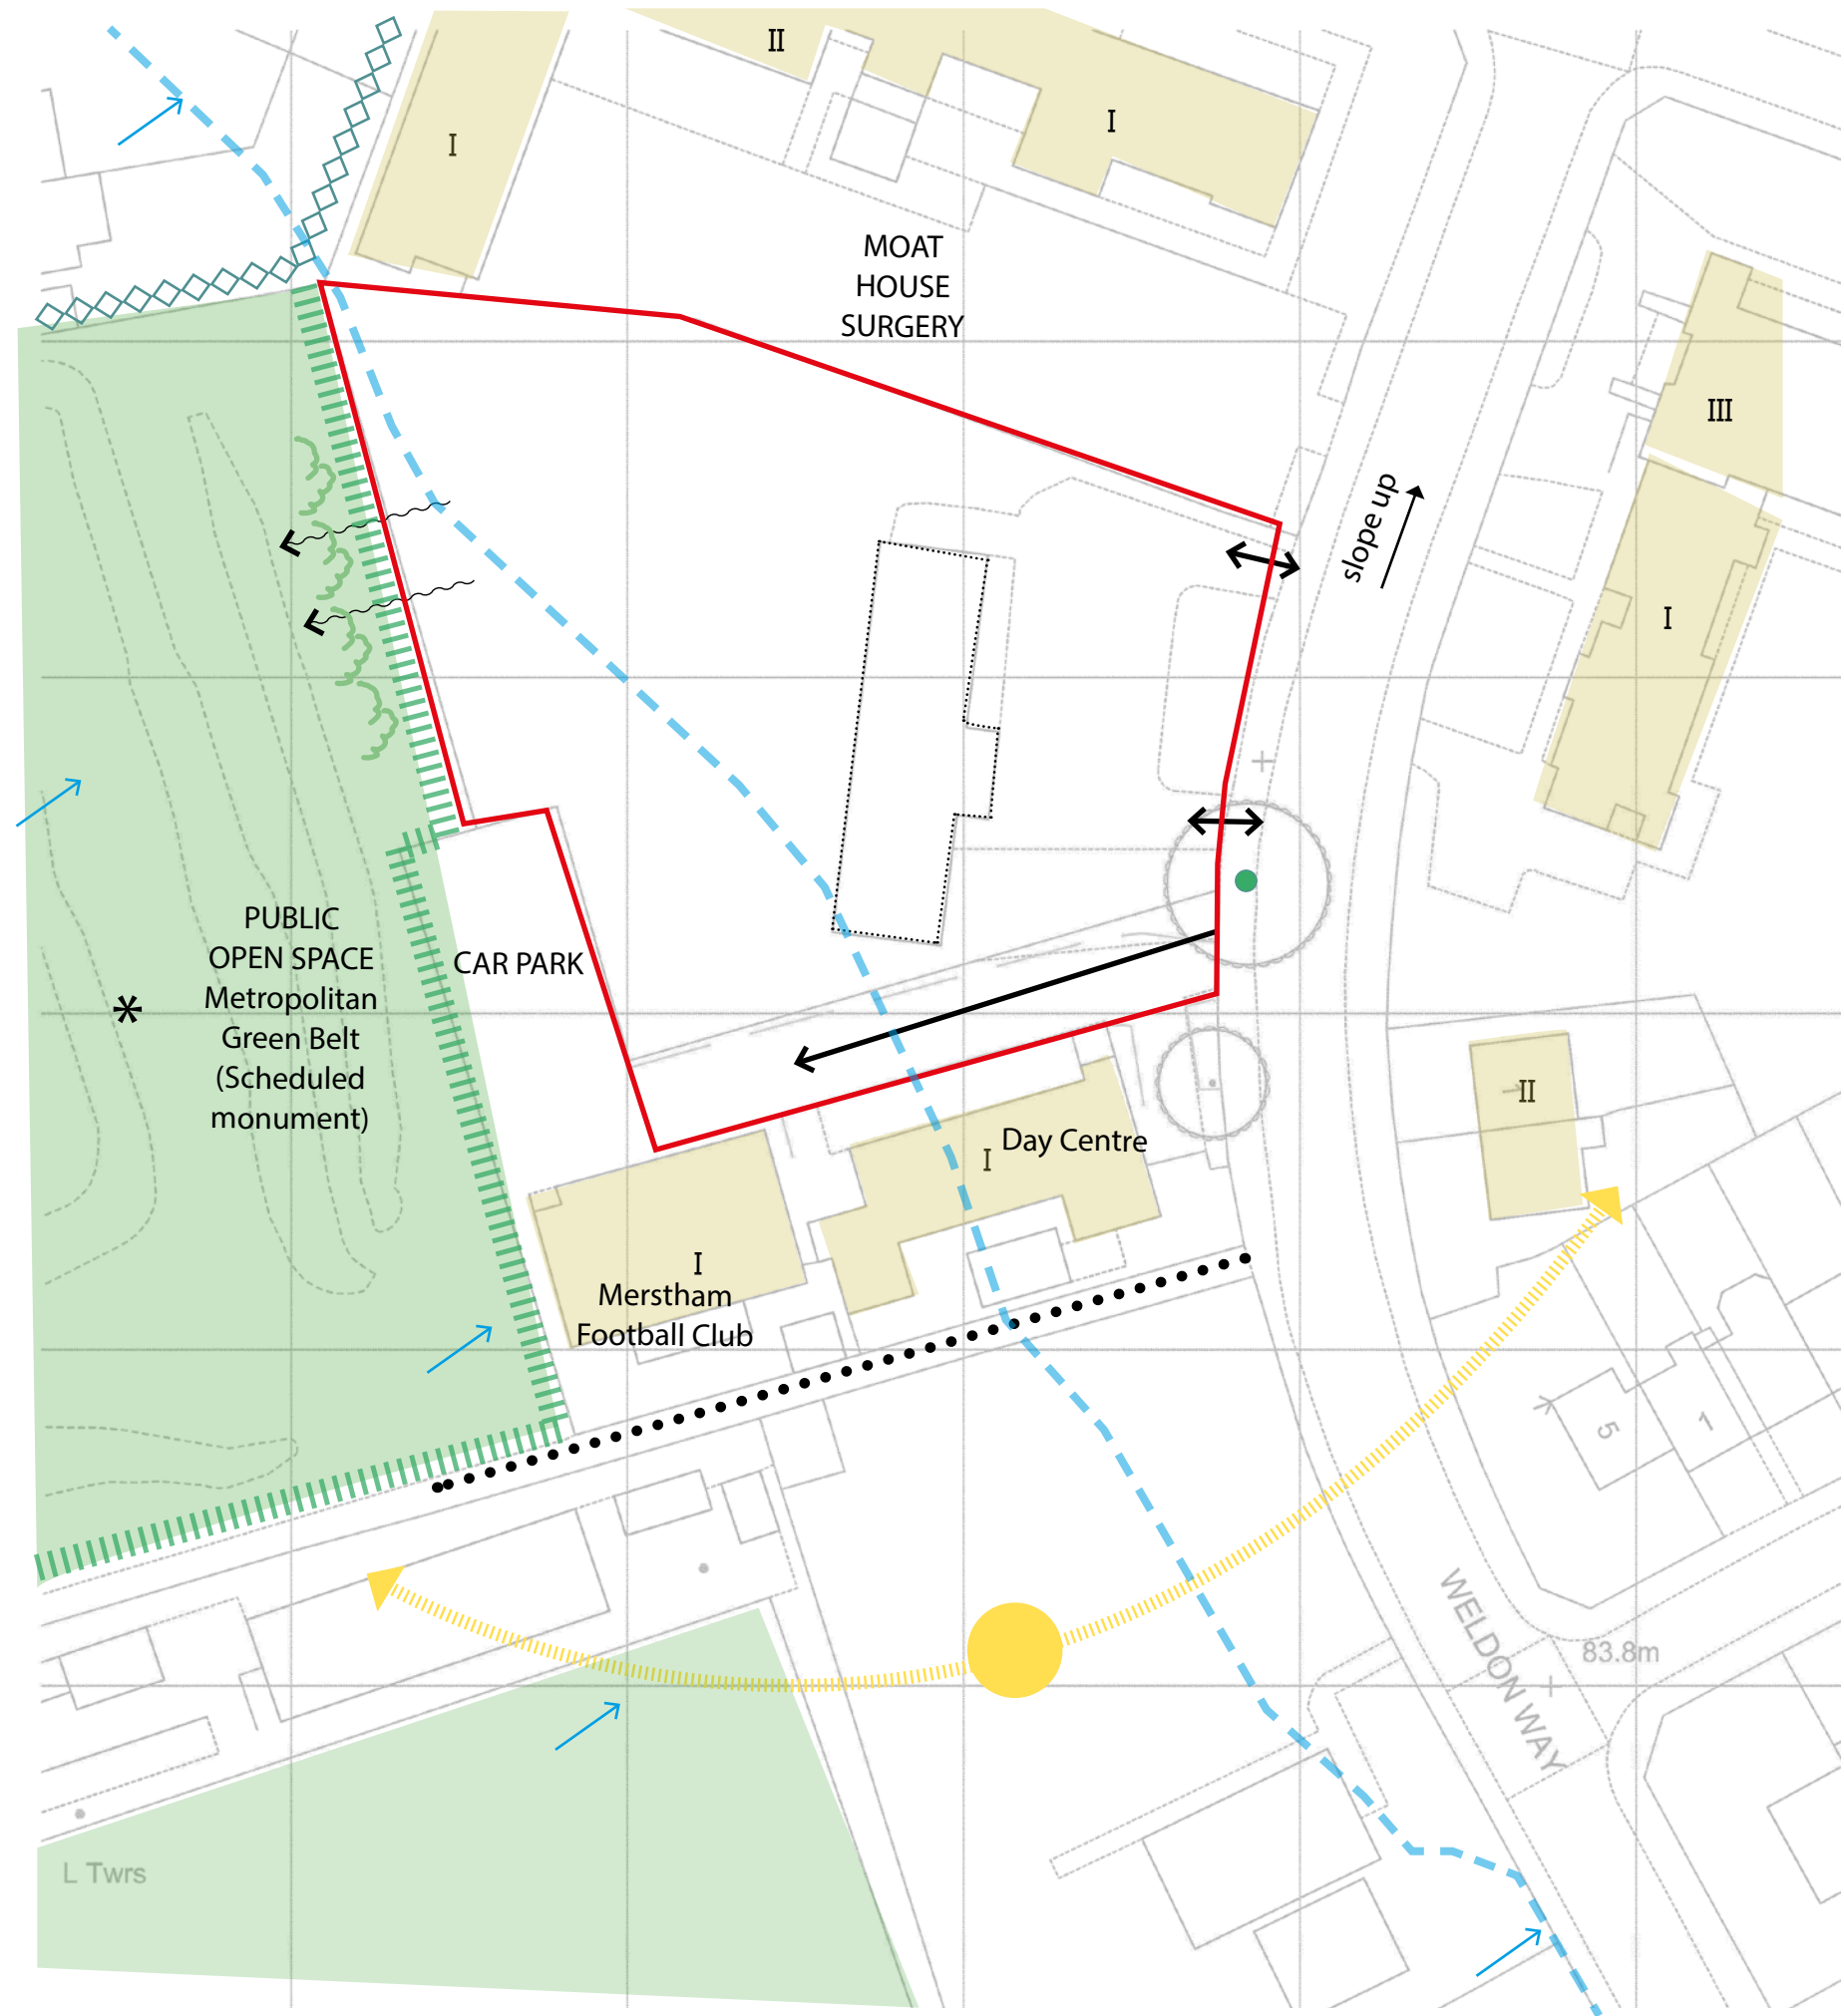 II
I
I
MOAT
HOUSE
SURGERY
III
slope up
I
PUBLIC
OPEN SPACE
Metropolitan
Green Belt
(Scheduled
monument)
*
CAR PARK
II
Day Centre
I
I
Merstham
Football Club
5
1
WELDON WAY
83.8m
L Twrs